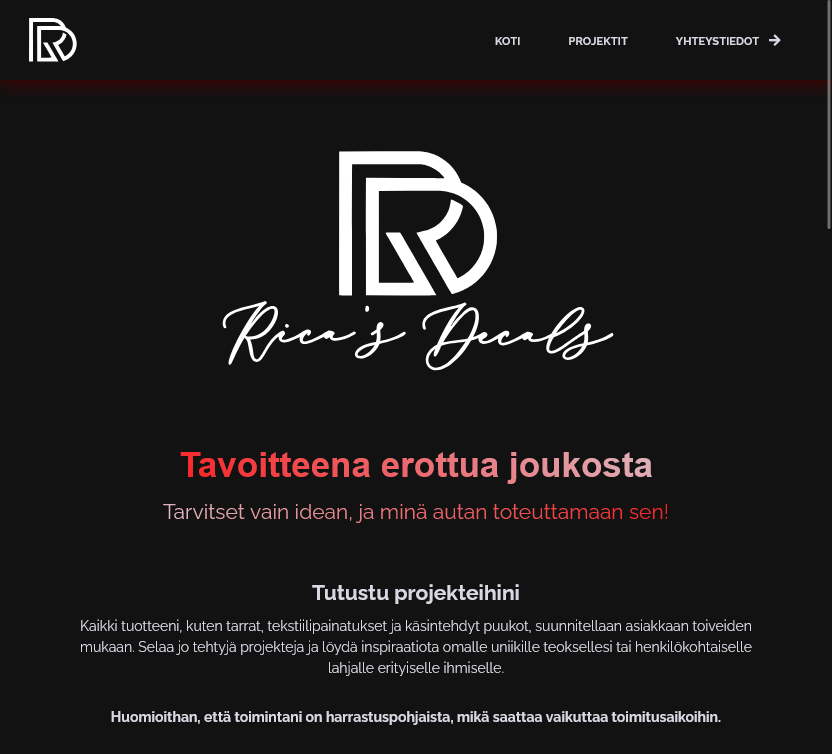 KOTI PROJEKTIT YHTEYSTIEDOT
Rica's Decals
Tavoitteena erottua joukosta
Tarvitset vain idean, ja minä autan toteuttamaan sen!
Tutustu projekteihini
Kaikki tuotteeni, kuten tarrat, tekstiilipainatukset ja käsintehdyt puukot, suunnitellaan asiakkaan toiveiden
mukaan. Selaa jo tehtyjä projekteja ja löydä inspiraatiota omalle uniikille teoksellesi tai henkilökohtaiselle
lahjalle erityiselle ihmiselle.
Huomioithan, että toimintani on harrastuspohjaista, mikä saattaa vaikuttaa toimitusaikoihin.